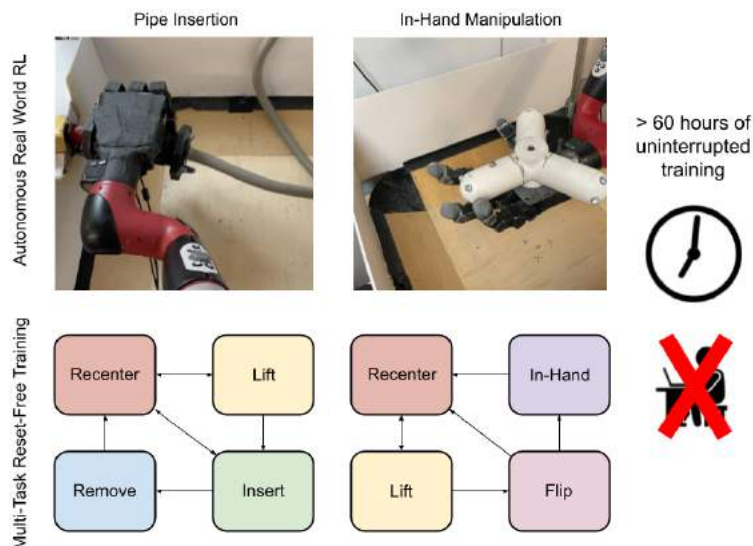 Pipe Insertion
In-Hand Manipulation
Autonomous Real World RL
> 60 hours of
uninterrupted
training
Multi-Task Reset-Free Training
Recenter
Lift
Remove
Insert
Recenter
In-Hand
Lift
Flip